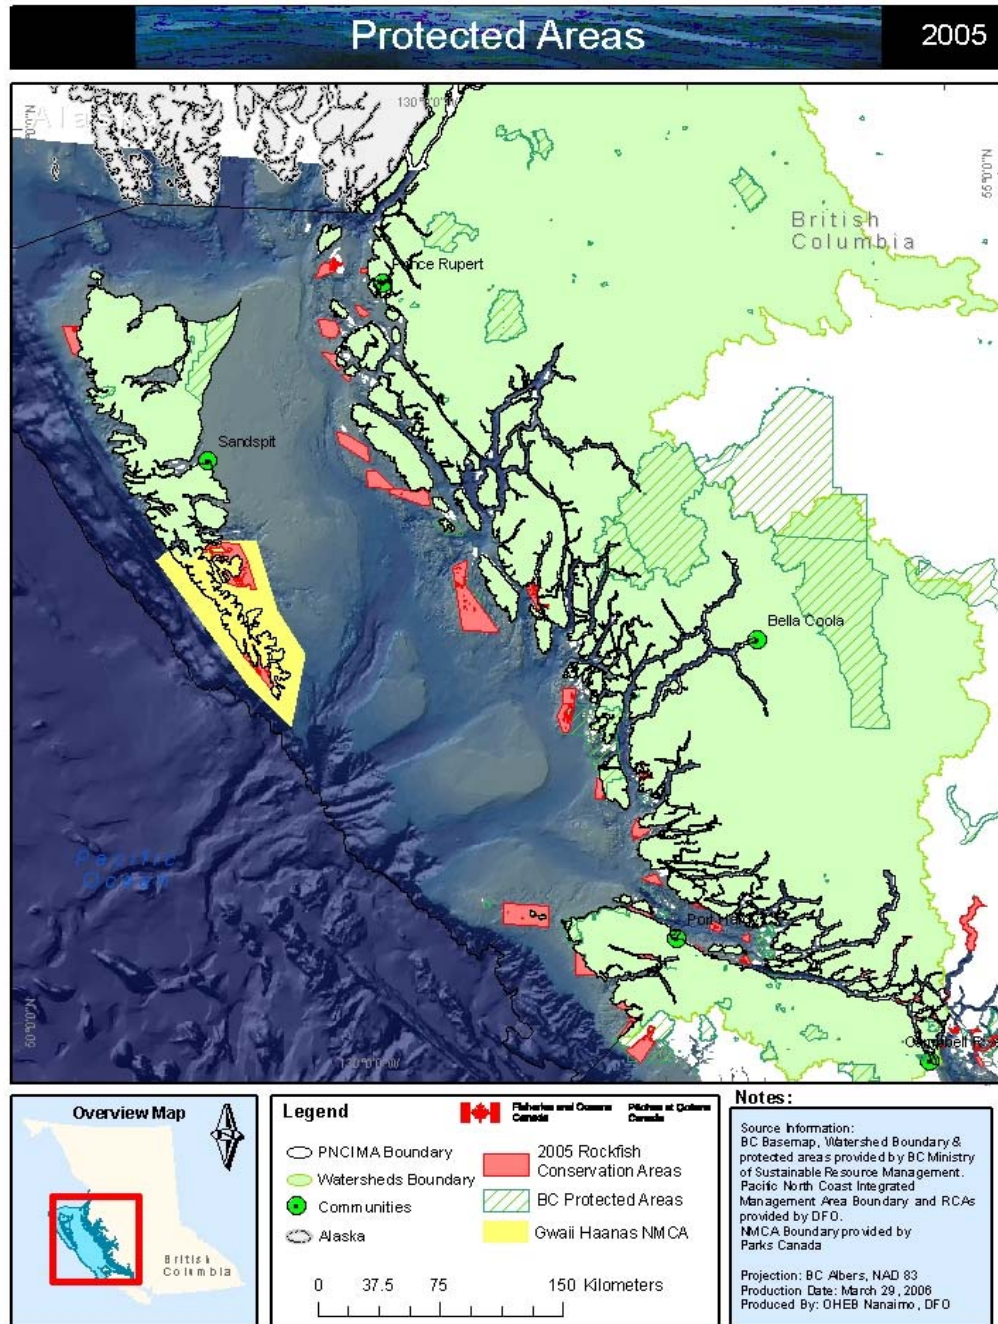 Protected Areas
2005
Alaska
130°0'0"W
55°0'0"N
British
Columbia
Prince Rupert
Sandspit
Bella Coola
Pacific
Ocean
50°0'0"N
130°0'0"W
Overview Map
British
Columbia
Legend
Fisheries and Oceans
Canada
Pêches et Océans
Canada
PNCIMA Boundary
Watersheds Boundary
Communities
Alaska
2005 Rockfish
Conservation Areas
BC Protected Areas
Gwaii Haanas NMCA
0 37.5 75 150 Kilometers
Notes:
Source Information:
BC Basemap, Watershed Boundary &
protected areas provided by BC Ministry
of Sustainable Resource Management.
Pacific North Coast Integrated
Management Area Boundary and RCAs
provided by DFO.
NMCA Boundary provided by
Parks Canada
Projection: BC Albers, NAD 83
Production Date: March 29, 2006
Produced By: OHEB Nanaimo, DFO